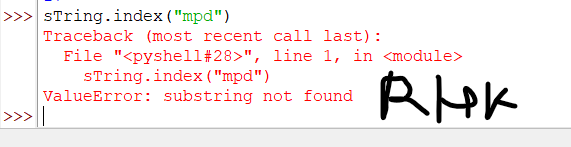 >>> sTring.index("mpd")
Traceback (most recent call last):
  File "<pyshell#28>", line 1, in <module>
    sTring.index("mpd")
ValueError: substring not found
>>>